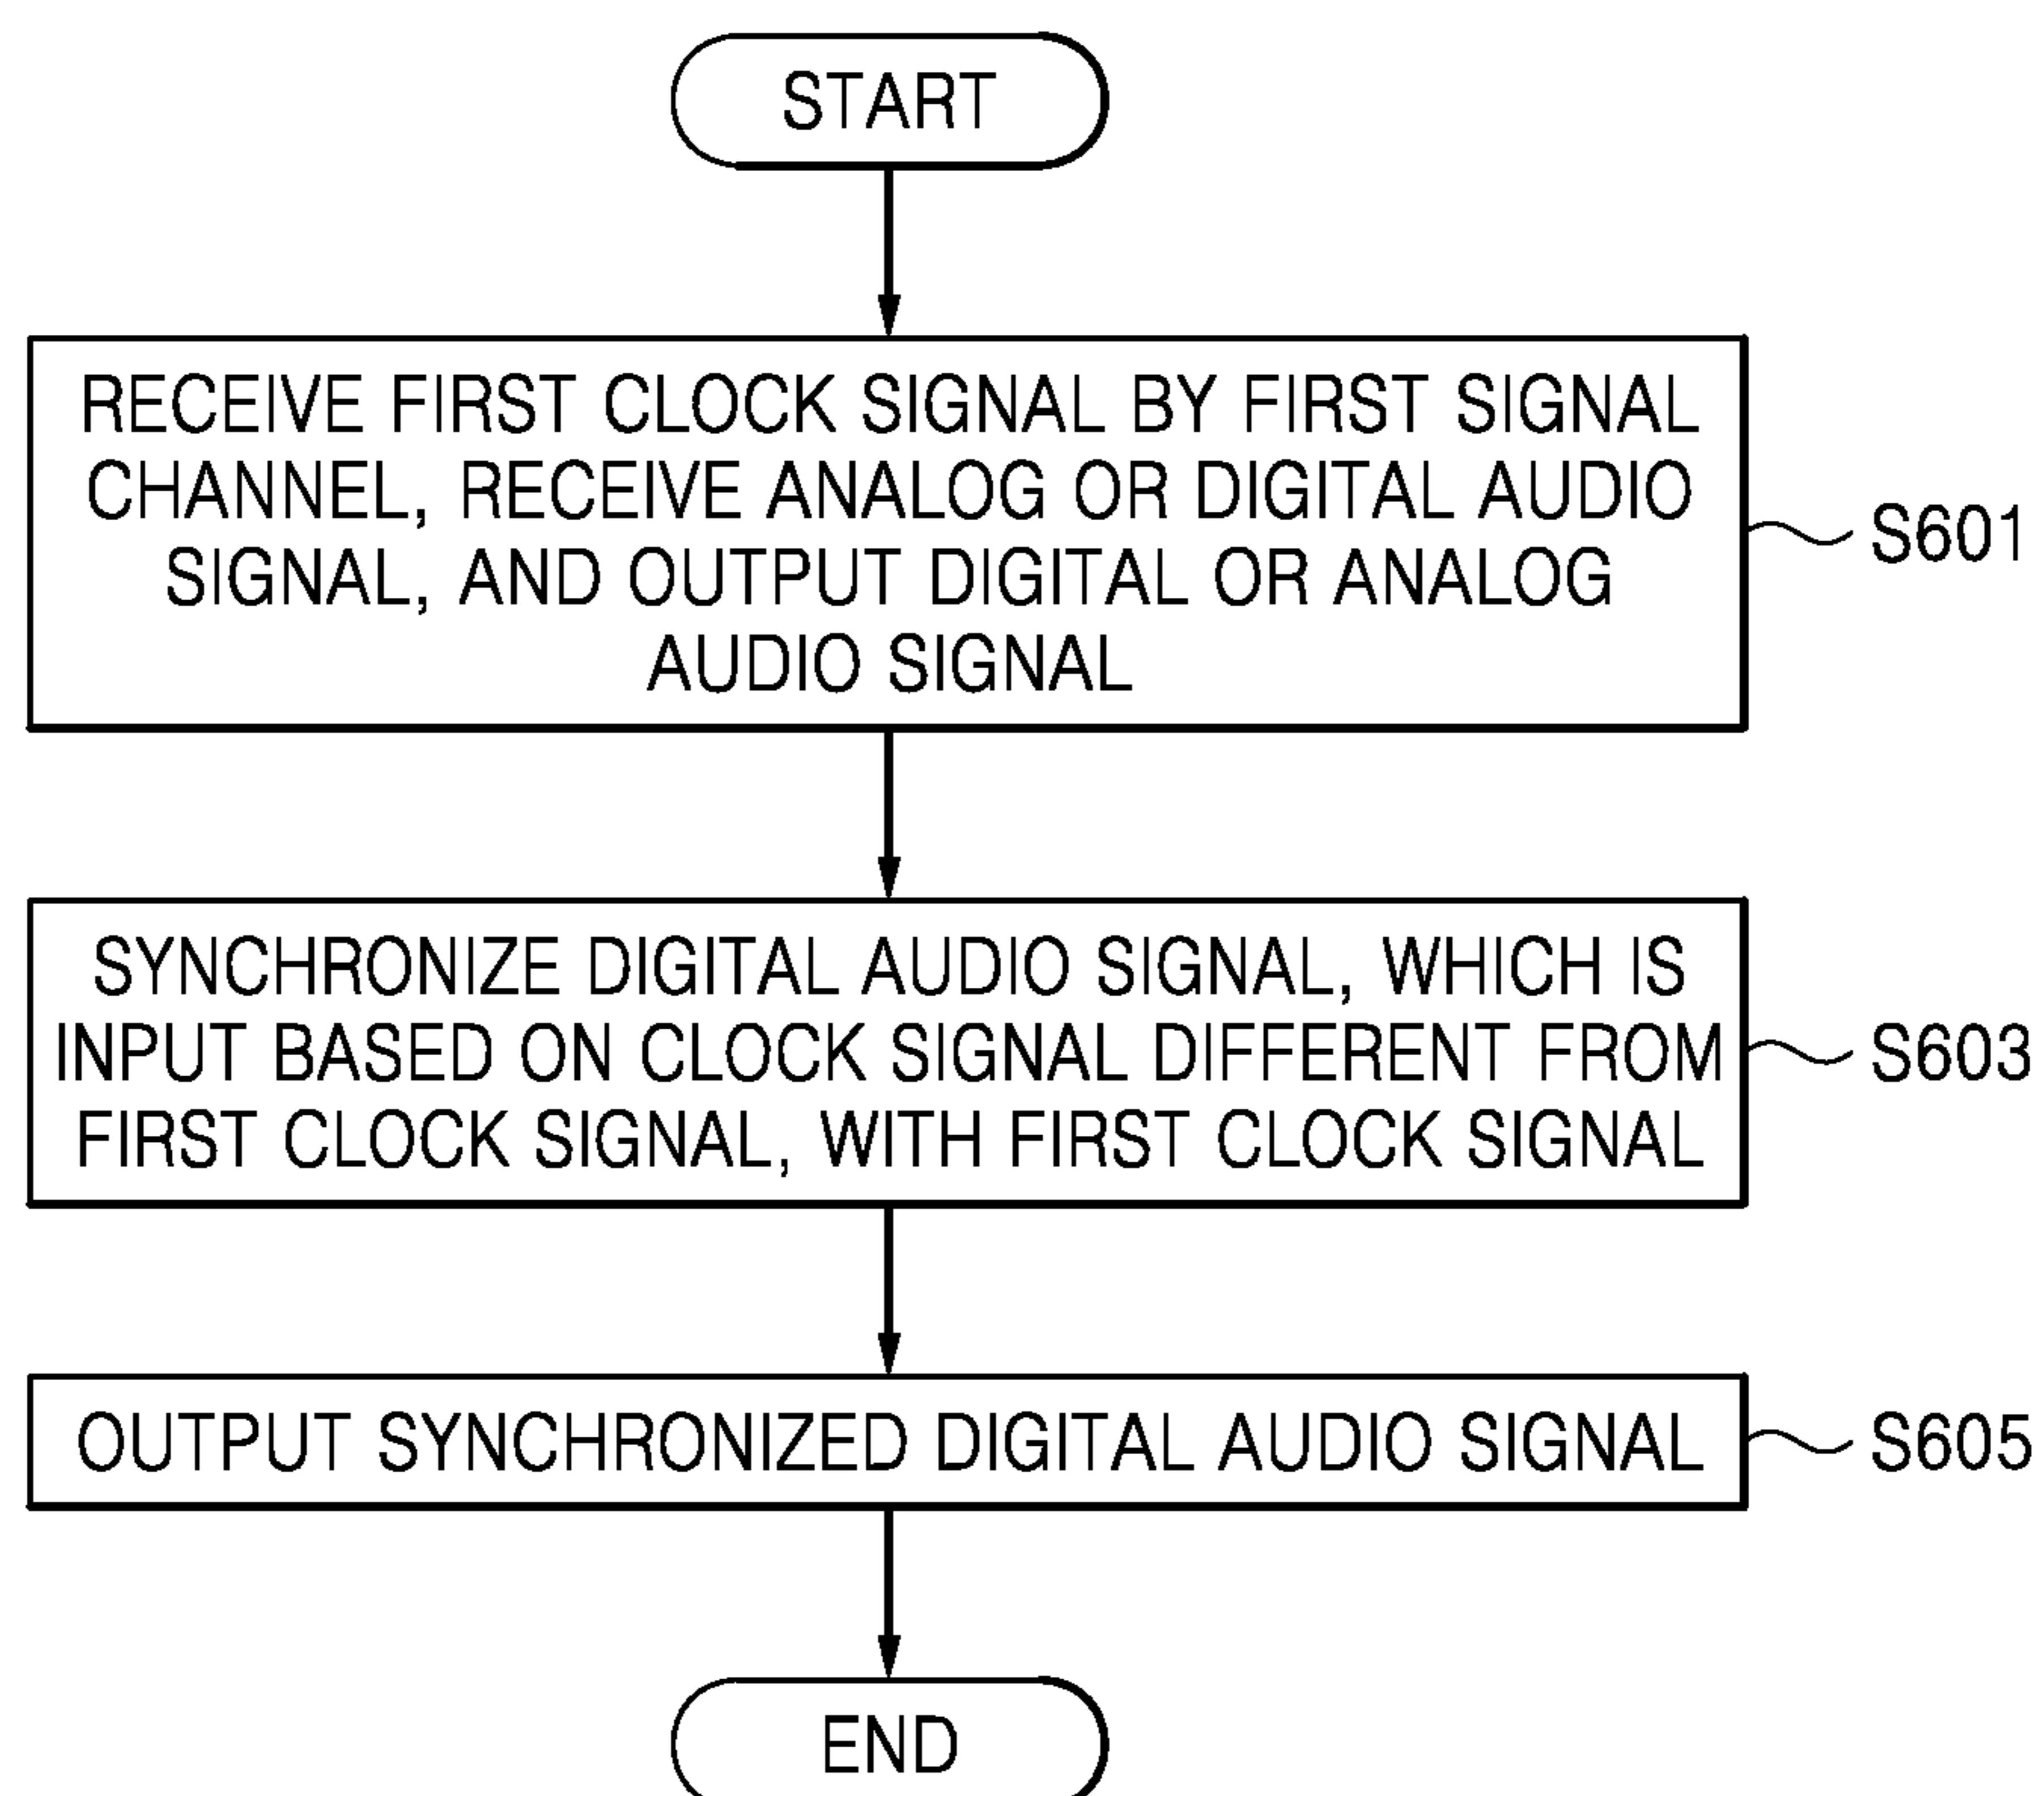 START
RECEIVE FIRST CLOCK SIGNAL BY FIRST SIGNAL
CHANNEL, RECEIVE ANALOG OR DIGITAL AUDIO
SIGNAL, AND OUTPUT DIGITAL OR ANALOG
AUDIO SIGNAL
S601
SYNCHRONIZE DIGITAL AUDIO SIGNAL, WHICH IS
INPUT BASED ON CLOCK SIGNAL DIFFERENT FROM
FIRST CLOCK SIGNAL, WITH FIRST CLOCK SIGNAL
S603
OUTPUT SYNCHRONIZED DIGITAL AUDIO SIGNAL
S605
END